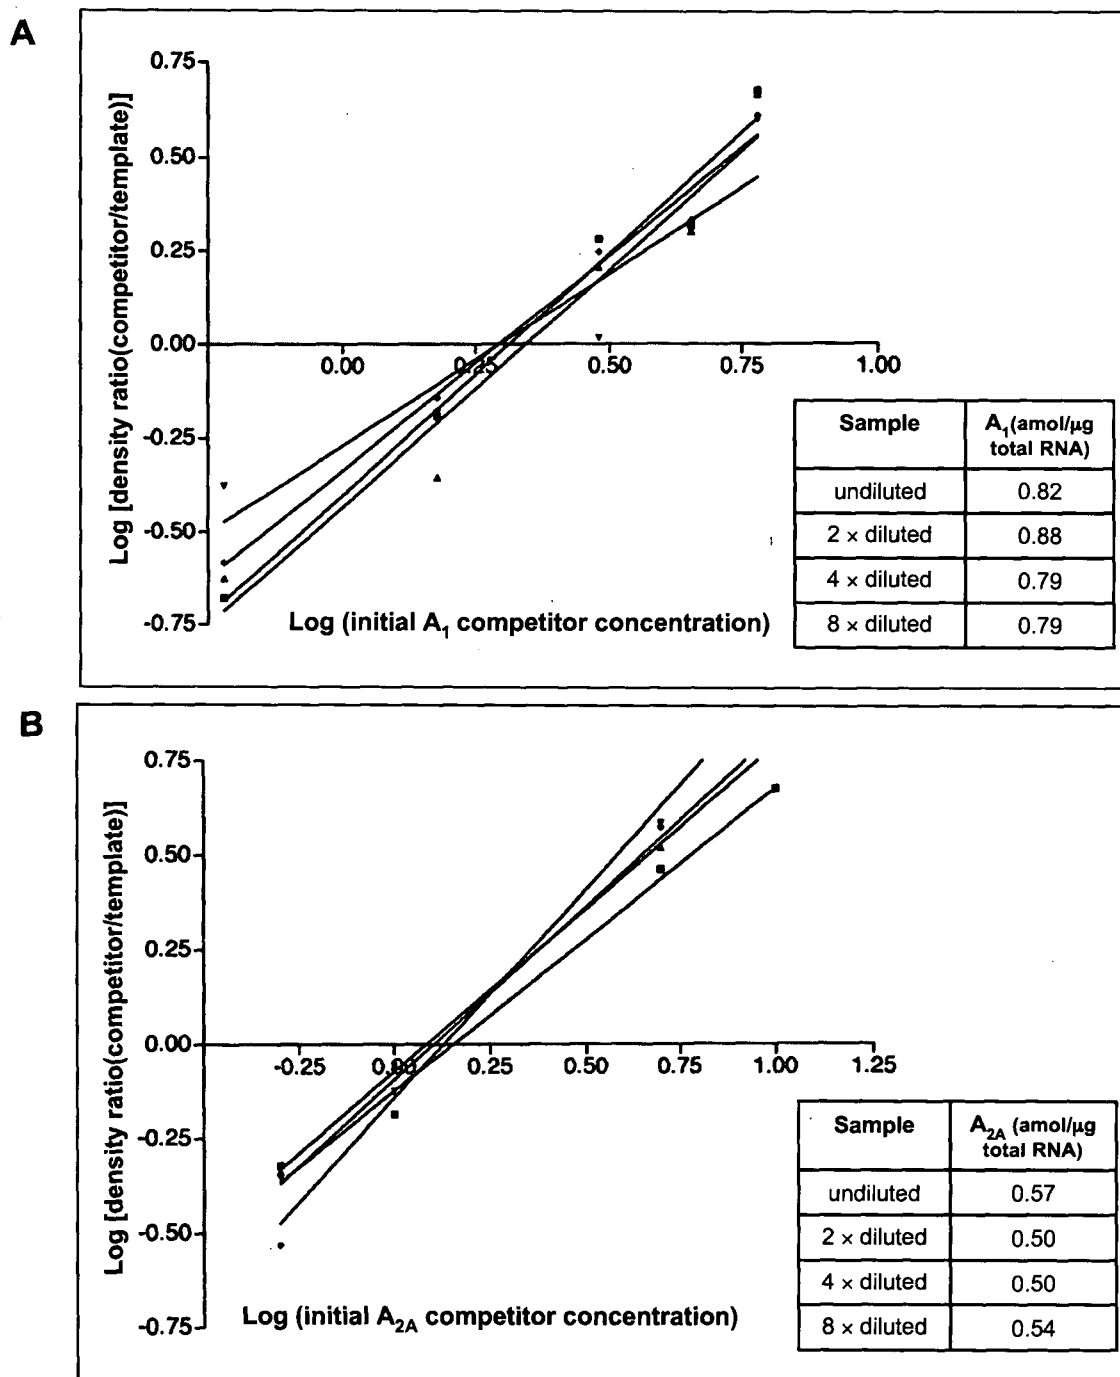 A
Log [density ratio(competitor/template)]
0.75
0.50
0.25
0.00
-0.25
-0.50
-0.75
0.00
0.25
0.50
0.75
1.00
Log (initial A₁ competitor concentration)
Sample A₁(amol/μg total RNA)
undiluted 0.82
2 × diluted 0.88
4 × diluted 0.79
8 × diluted 0.79
B
Log [density ratio(competitor/template)]
0.75
0.50
0.25
0.00
-0.25
-0.50
-0.75
-0.25
0.00
0.25
0.50
0.75
1.00
1.25
Log (initial A₂A competitor concentration)
Sample A₂A (amol/μg total RNA)
undiluted 0.57
2 × diluted 0.50
4 × diluted 0.50
8 × diluted 0.54